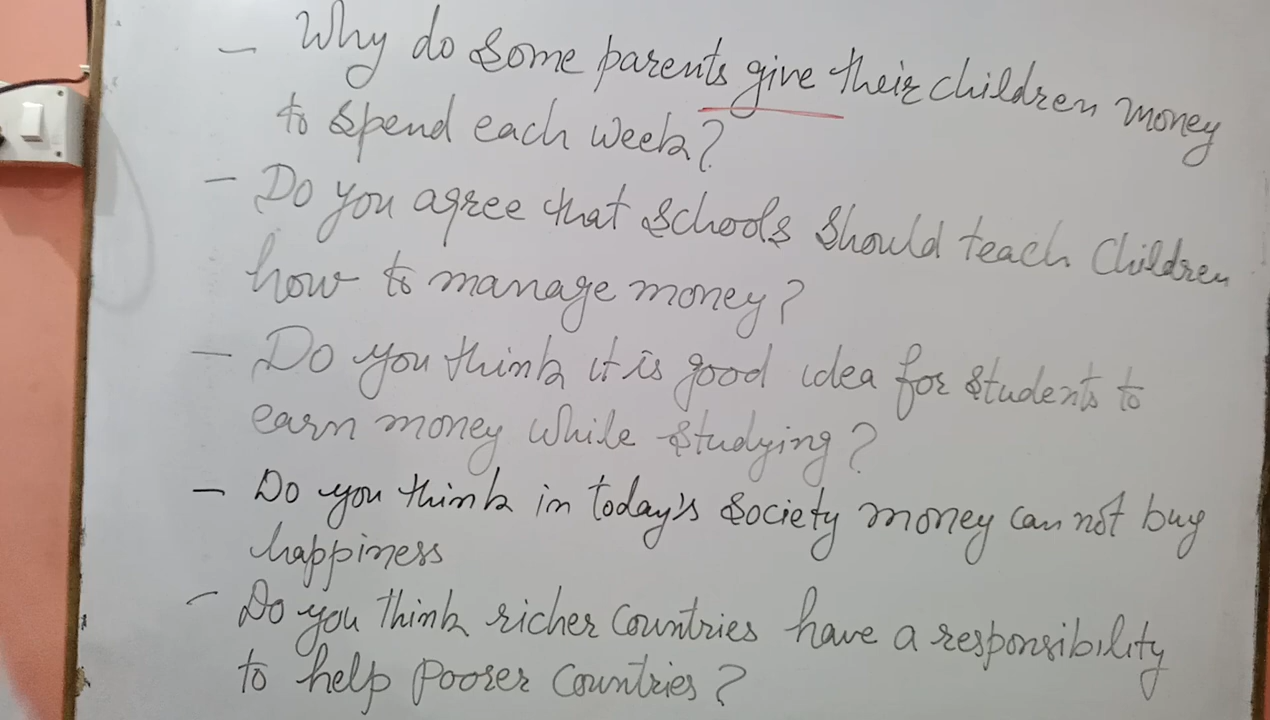 - Why do some parents give their children money
to spend each week?
- Do you agree that schools should teach children
how to manage money?
- Do you think it is good idea for students to
earn money while studying?
- Do you think in today's society money can not buy
happiness
- Do you think richer countries have a responsibility
to help poorer countries?